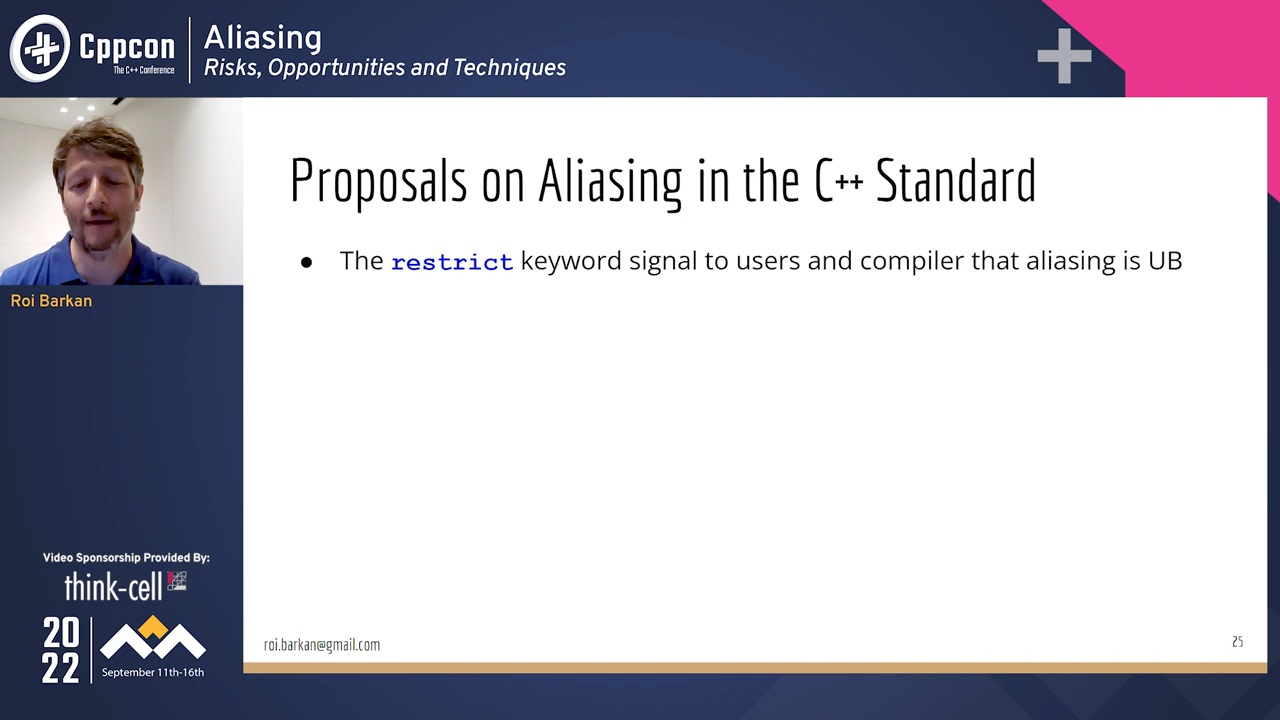 Cppcon
The C++ Conference
Aliasing
Risks, Opportunities and Techniques
Roi Barkan
Proposals on Aliasing in the C++ Standard
● The restrict keyword signal to users and compiler that aliasing is UB
Video Sponsorship Provided By:
think-cell
20
22
September 11th-16th
roi.barkan@gmail.com
25